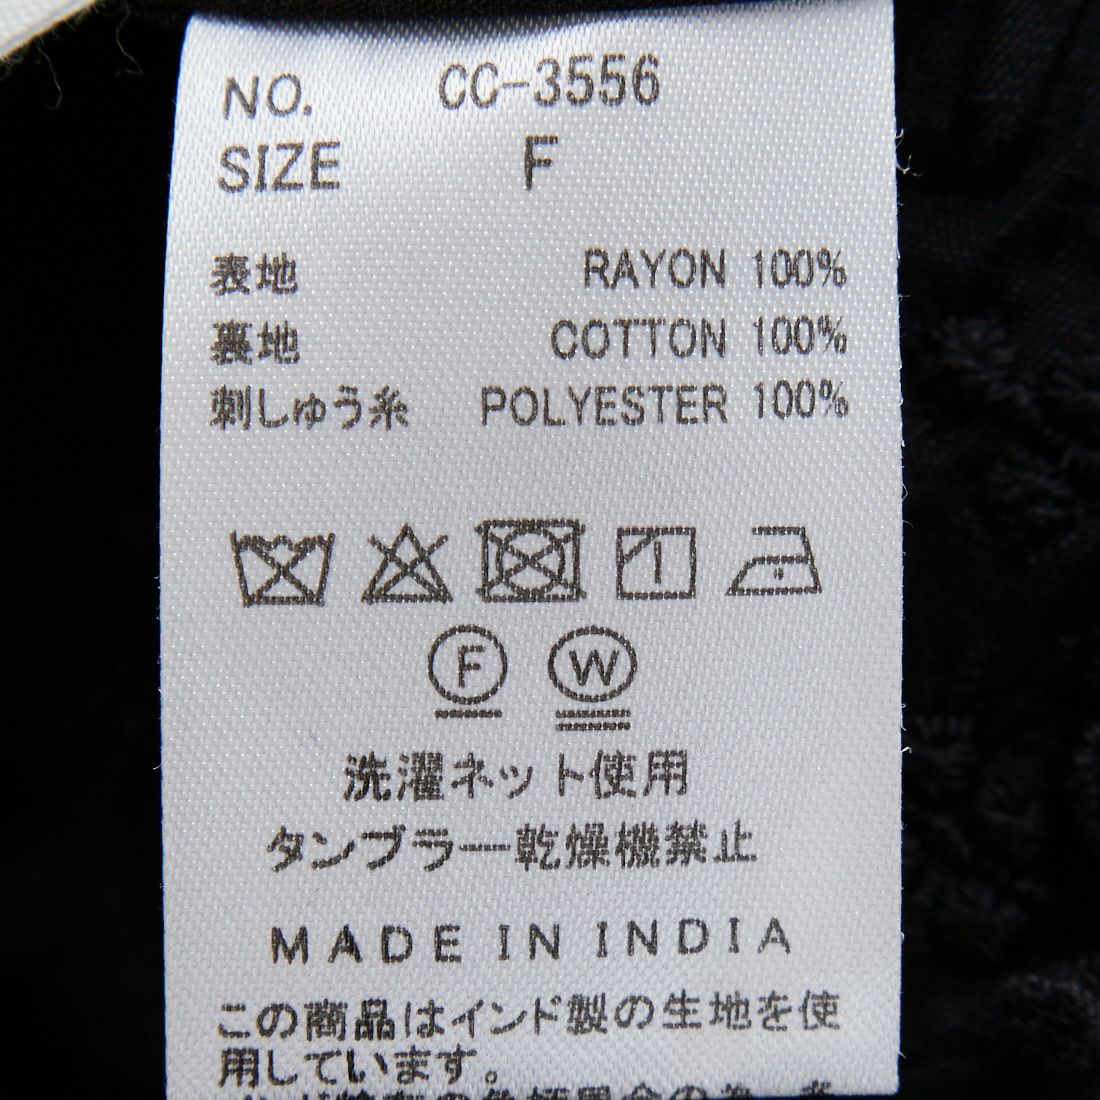 NO. CC-3556
SIZE F
表地 RAYON 100%
裏地 COTTON 100%
刺しゅう糸 POLYESTER 100%
F W
洗濯ネット使用
タンブラー乾燥機禁止
MADE IN INDIA
この商品はインド製の生地を使
用しています。